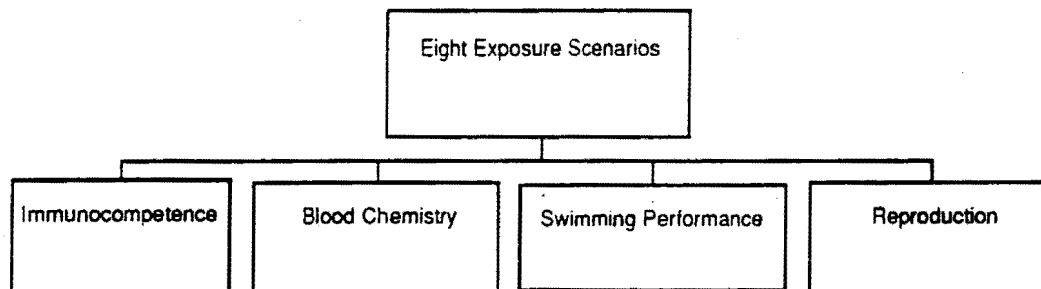 Eight Exposure Scenarios
Immunocompetence
Blood Chemistry
Swimming Performance
Reproduction